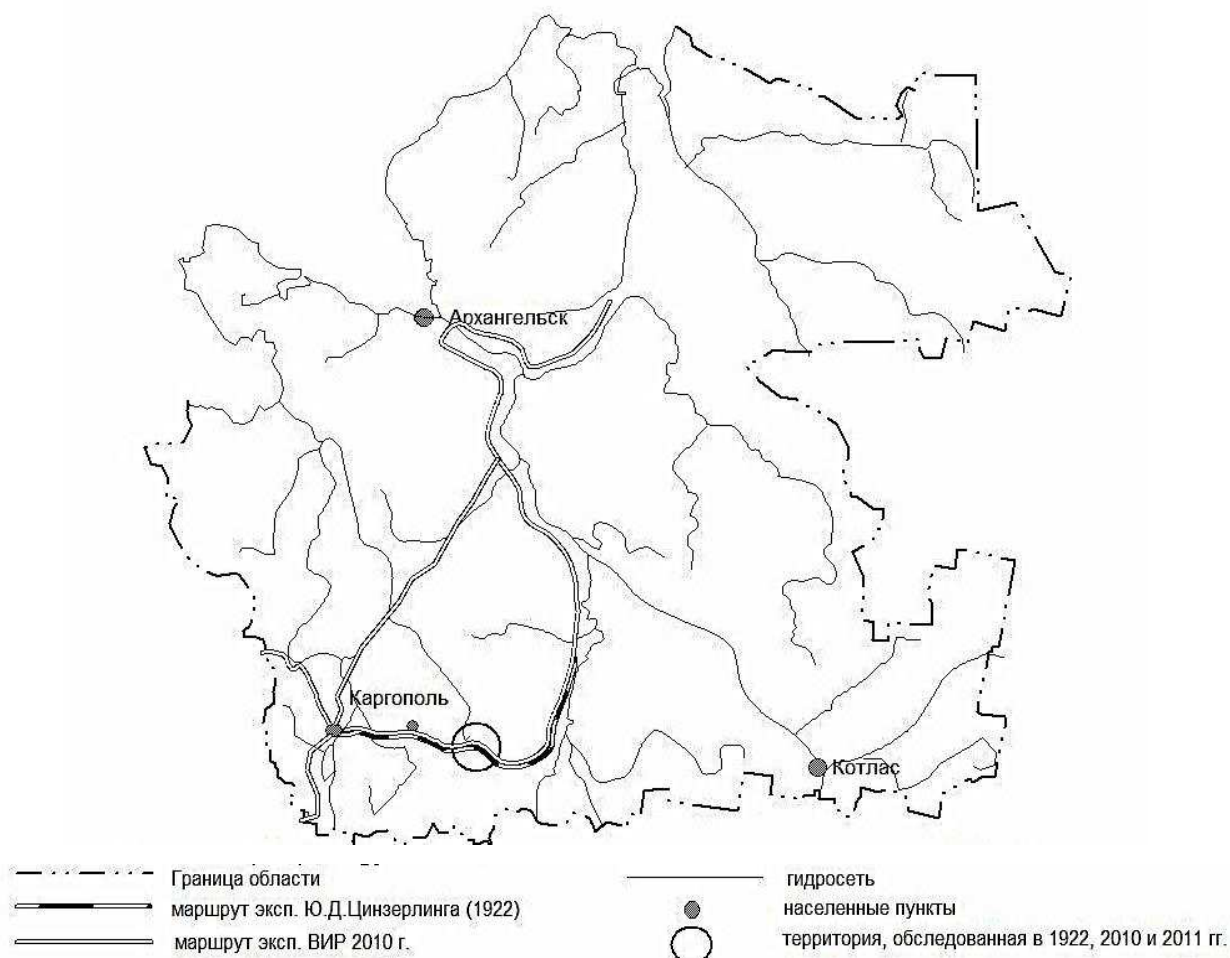 Архангельск
Каргополь
Котлас
Граница области
маршрут эксп. Ю.Д.Цинзерлинга (1922)
маршрут эксп. ВИР 2010 г.
гидросеть
населенные пункты
территория, обследованная в 1922, 2010 и 2011 гг.